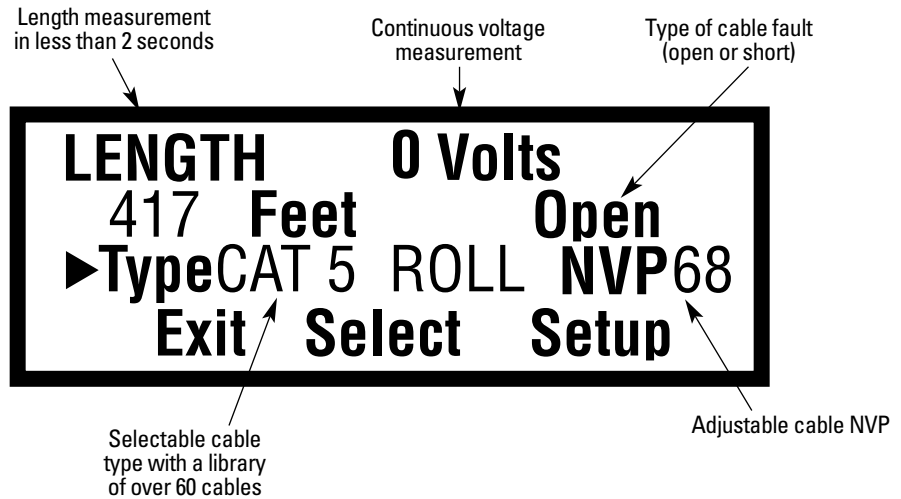 Length measurement
in less than 2 seconds
Continuous voltage
measurement
Type of cable fault
(open or short)
LENGTH 0 Volts
417 Feet Open
▶TypeCAT 5 ROLL NVP68
Exit Select Setup
Selectable cable
type with a library
of over 60 cables
Adjustable cable NVP